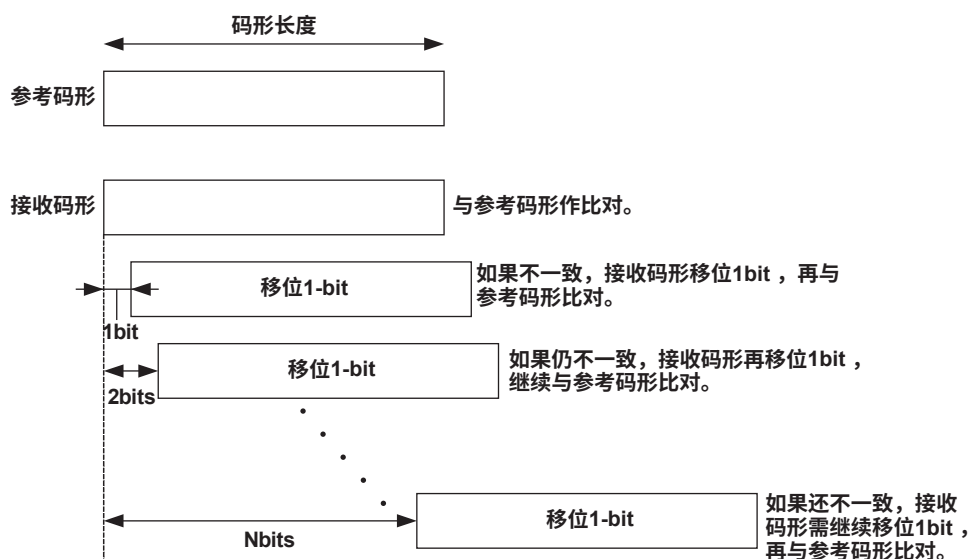 码形长度
参考码形
接收码形
与参考码形作比对。
移位1-bit
如果不一致，接收码形移位1bit ，再与
参考码形比对。
1bit
移位1-bit
如果仍不一致，接收码形再移位1bit ，
继续与参考码形比对。
2bits
移位1-bit
如果还不一致，接收
码形需继续移位1bit ，
再与参考码形比对。
Nbits